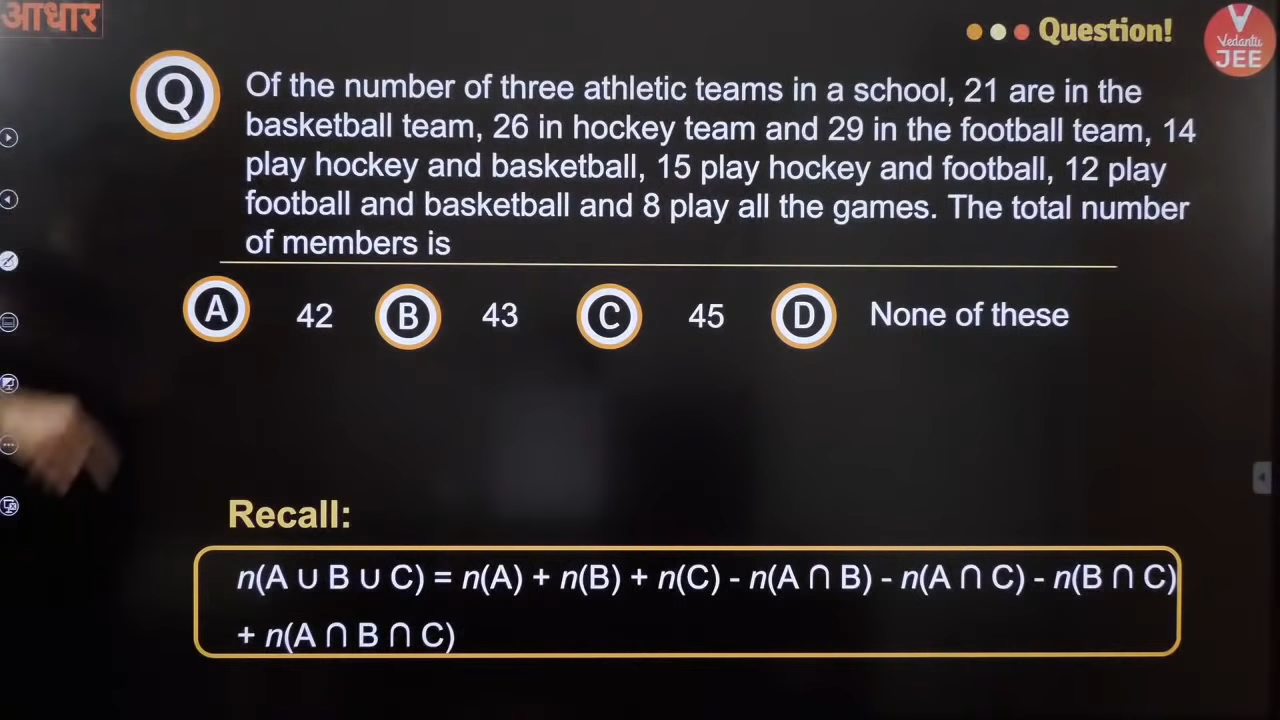 आधार
Question!
Vedantu
JEE
Q
Of the number of three athletic teams in a school, 21 are in the
basketball team, 26 in hockey team and 29 in the football team, 14
play hockey and basketball, 15 play hockey and football, 12 play
football and basketball and 8 play all the games. The total number
of members is
A 42 B 43 C 45 D None of these
Recall:
n(A ∪ B ∪ C) = n(A) + n(B) + n(C) - n(A ∩ B) - n(A ∩ C) - n(B ∩ C)
+ n(A ∩ B ∩ C)